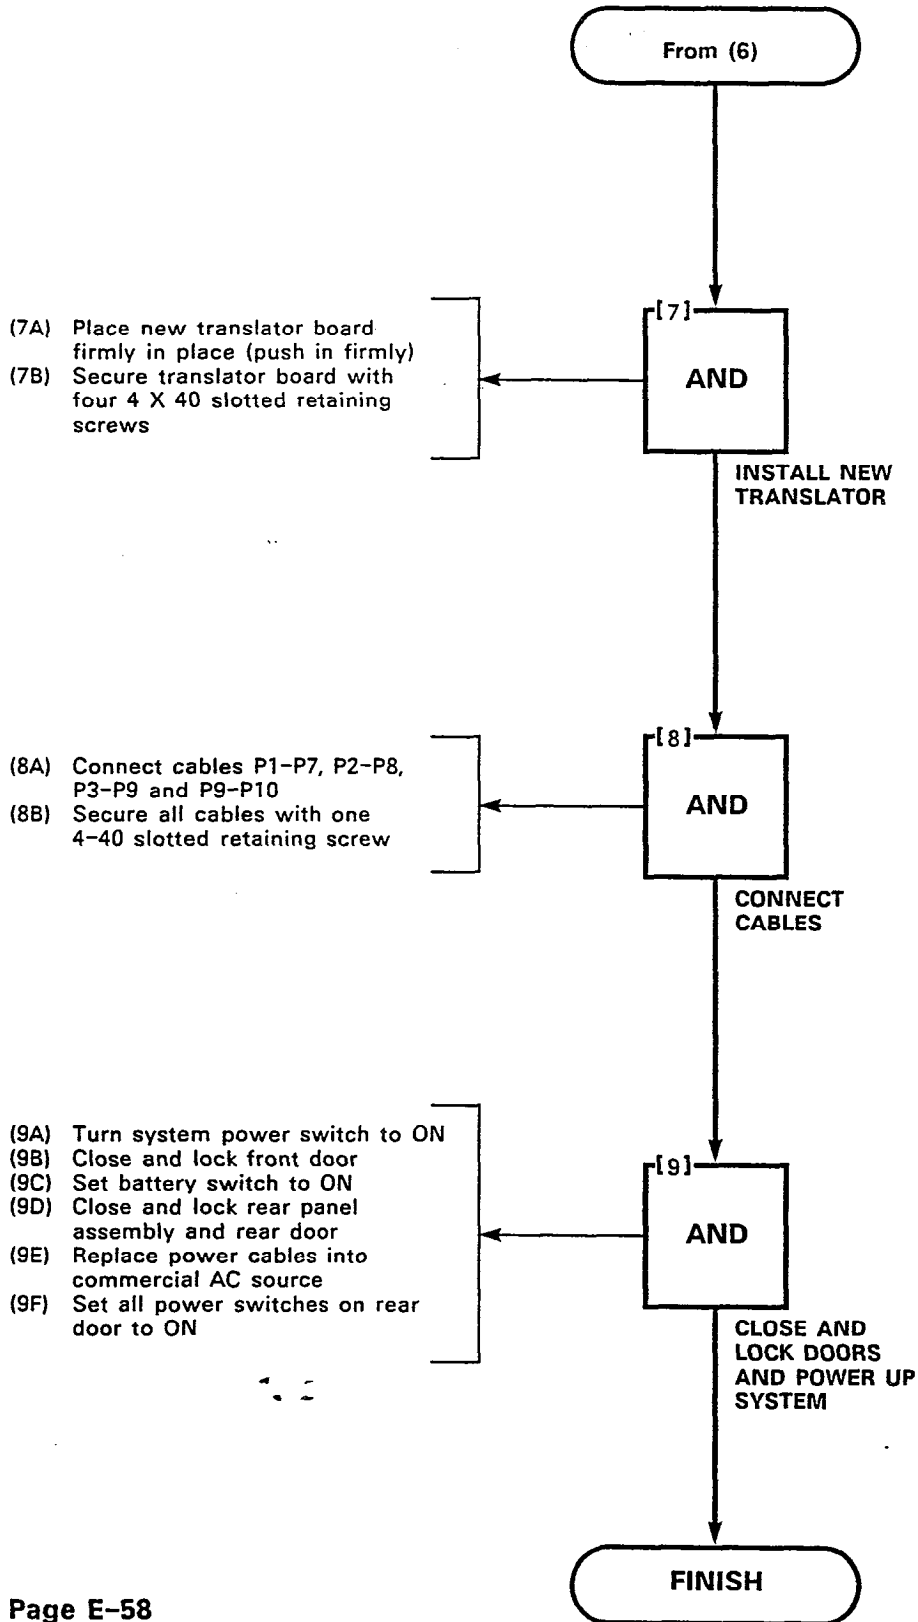 From (6)
[7]
(7A) Place new translator board
firmly in place (push in firmly)
(7B) Secure translator board with
four 4 X 40 slotted retaining
screws
AND
INSTALL NEW
TRANSLATOR
[8]
(8A) Connect cables P1-P7, P2-P8,
P3-P9 and P9-P10
(8B) Secure all cables with one
4-40 slotted retaining screw
AND
CONNECT
CABLES
[9]
(9A) Turn system power switch to ON
(9B) Close and lock front door
(9C) Set battery switch to ON
(9D) Close and lock rear panel
assembly and rear door
(9E) Replace power cables into
commercial AC source
(9F) Set all power switches on rear
door to ON
AND
CLOSE AND
LOCK DOORS
AND POWER UP
SYSTEM
FINISH
Page E-58